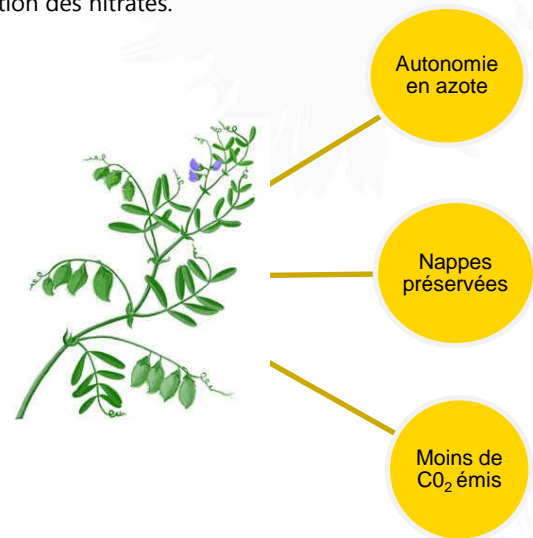 tion des nitrates.
Autonomie
en azote
Nappes
préservées
Moins de
C0₂ émis